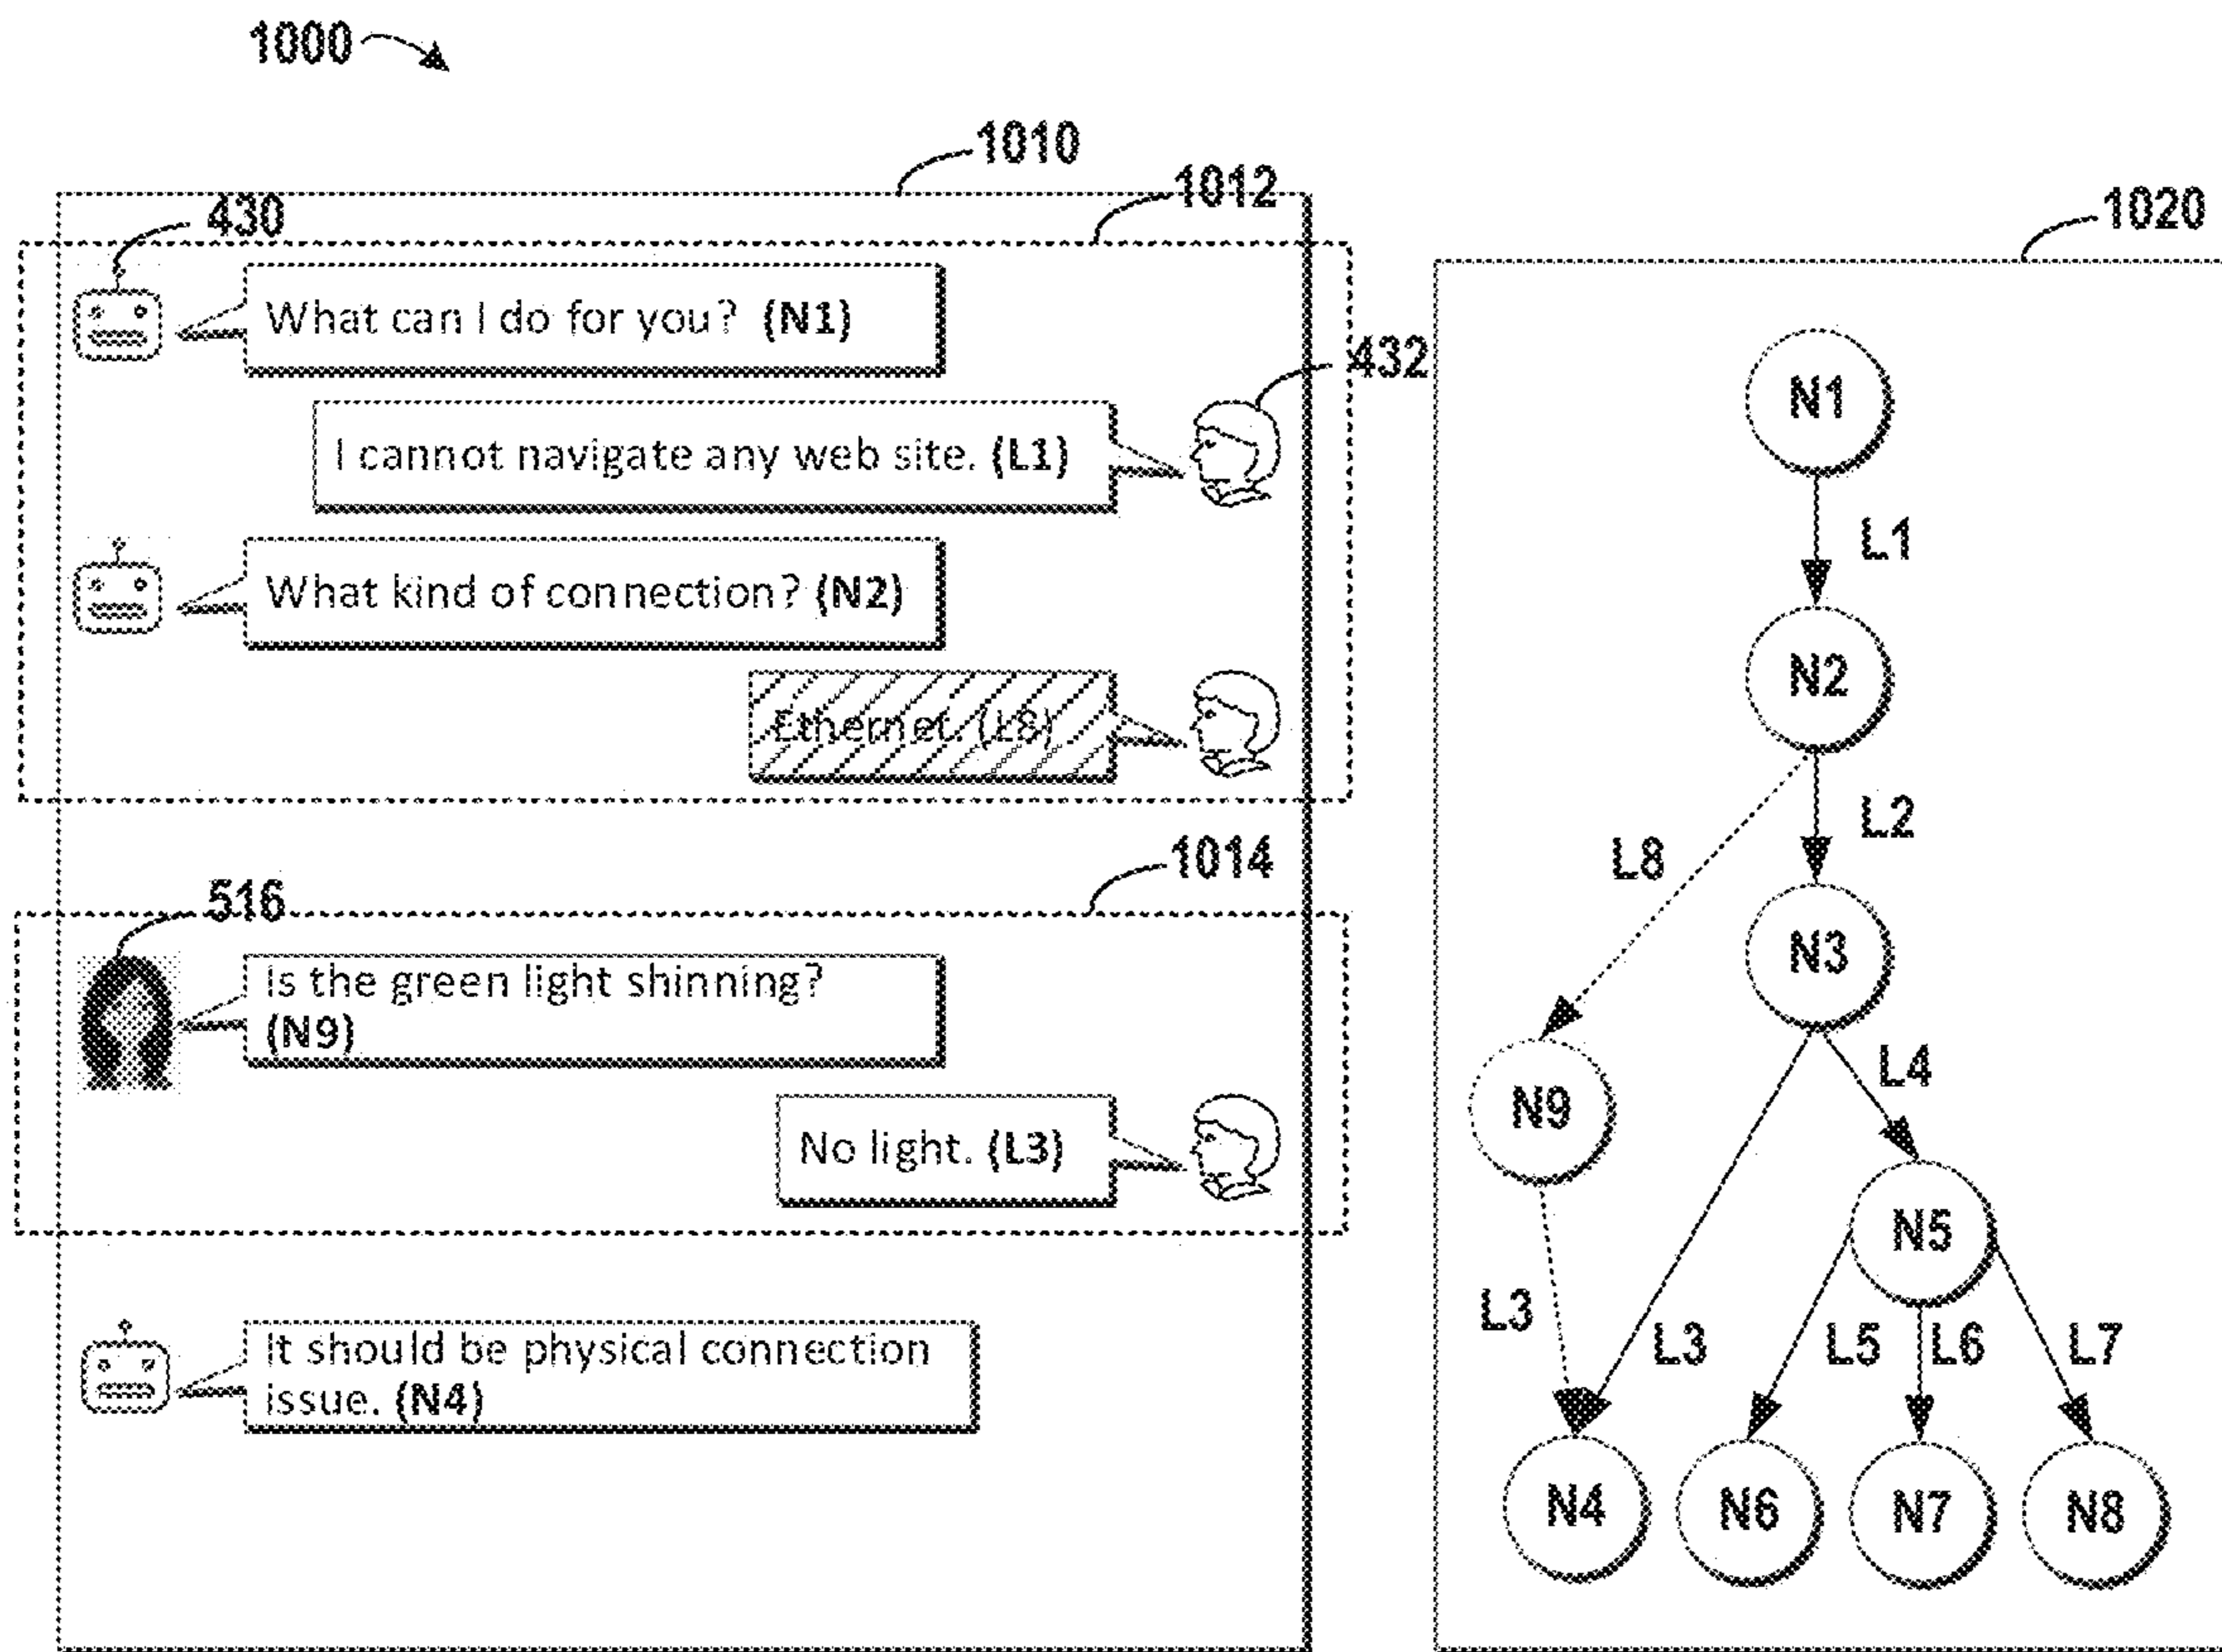 1000
1010
1012
430
What can I do for you? (N1)
432
I cannot navigate any web site. (L1)
What kind of connection? (N2)
Ethernet. (L8)
1014
516
Is the green light shinning?
(N9)
No light. (L3)
It should be physical connection
issue. (N4)
1020
N1
L1
N2
L2
L8
N3
L4
N9
N5
L3
L3
L5
L6
L7
N4
N6
N7
N8